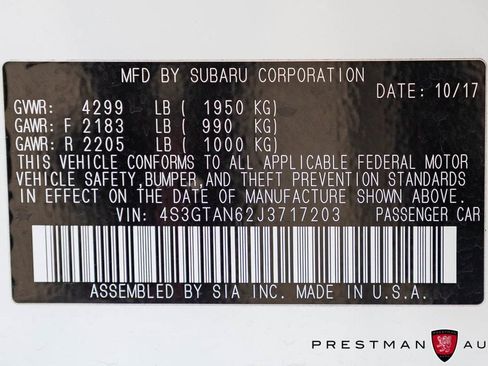 MFD BY SUBARU CORPORATION
DATE: 10/17
GVWR: 4299 LB ( 1950 KG)
GAWR: F 2183 LB ( 990 KG)
GAWR: R 2205 LB ( 1000 KG)
THIS VEHICLE CONFORMS TO ALL APPLICABLE FEDERAL MOTOR
VEHICLE SAFETY,BUMPER,AND THEFT PREVENTION STANDARDS
IN EFFECT ON THE DATE OF MANUFACTURE SHOWN ABOVE.
VIN: 4S3GTAN62J3717203 PASSENGER CAR
ASSEMBLED BY SIA INC. MADE IN U.S.A.
PRESTMAN AU